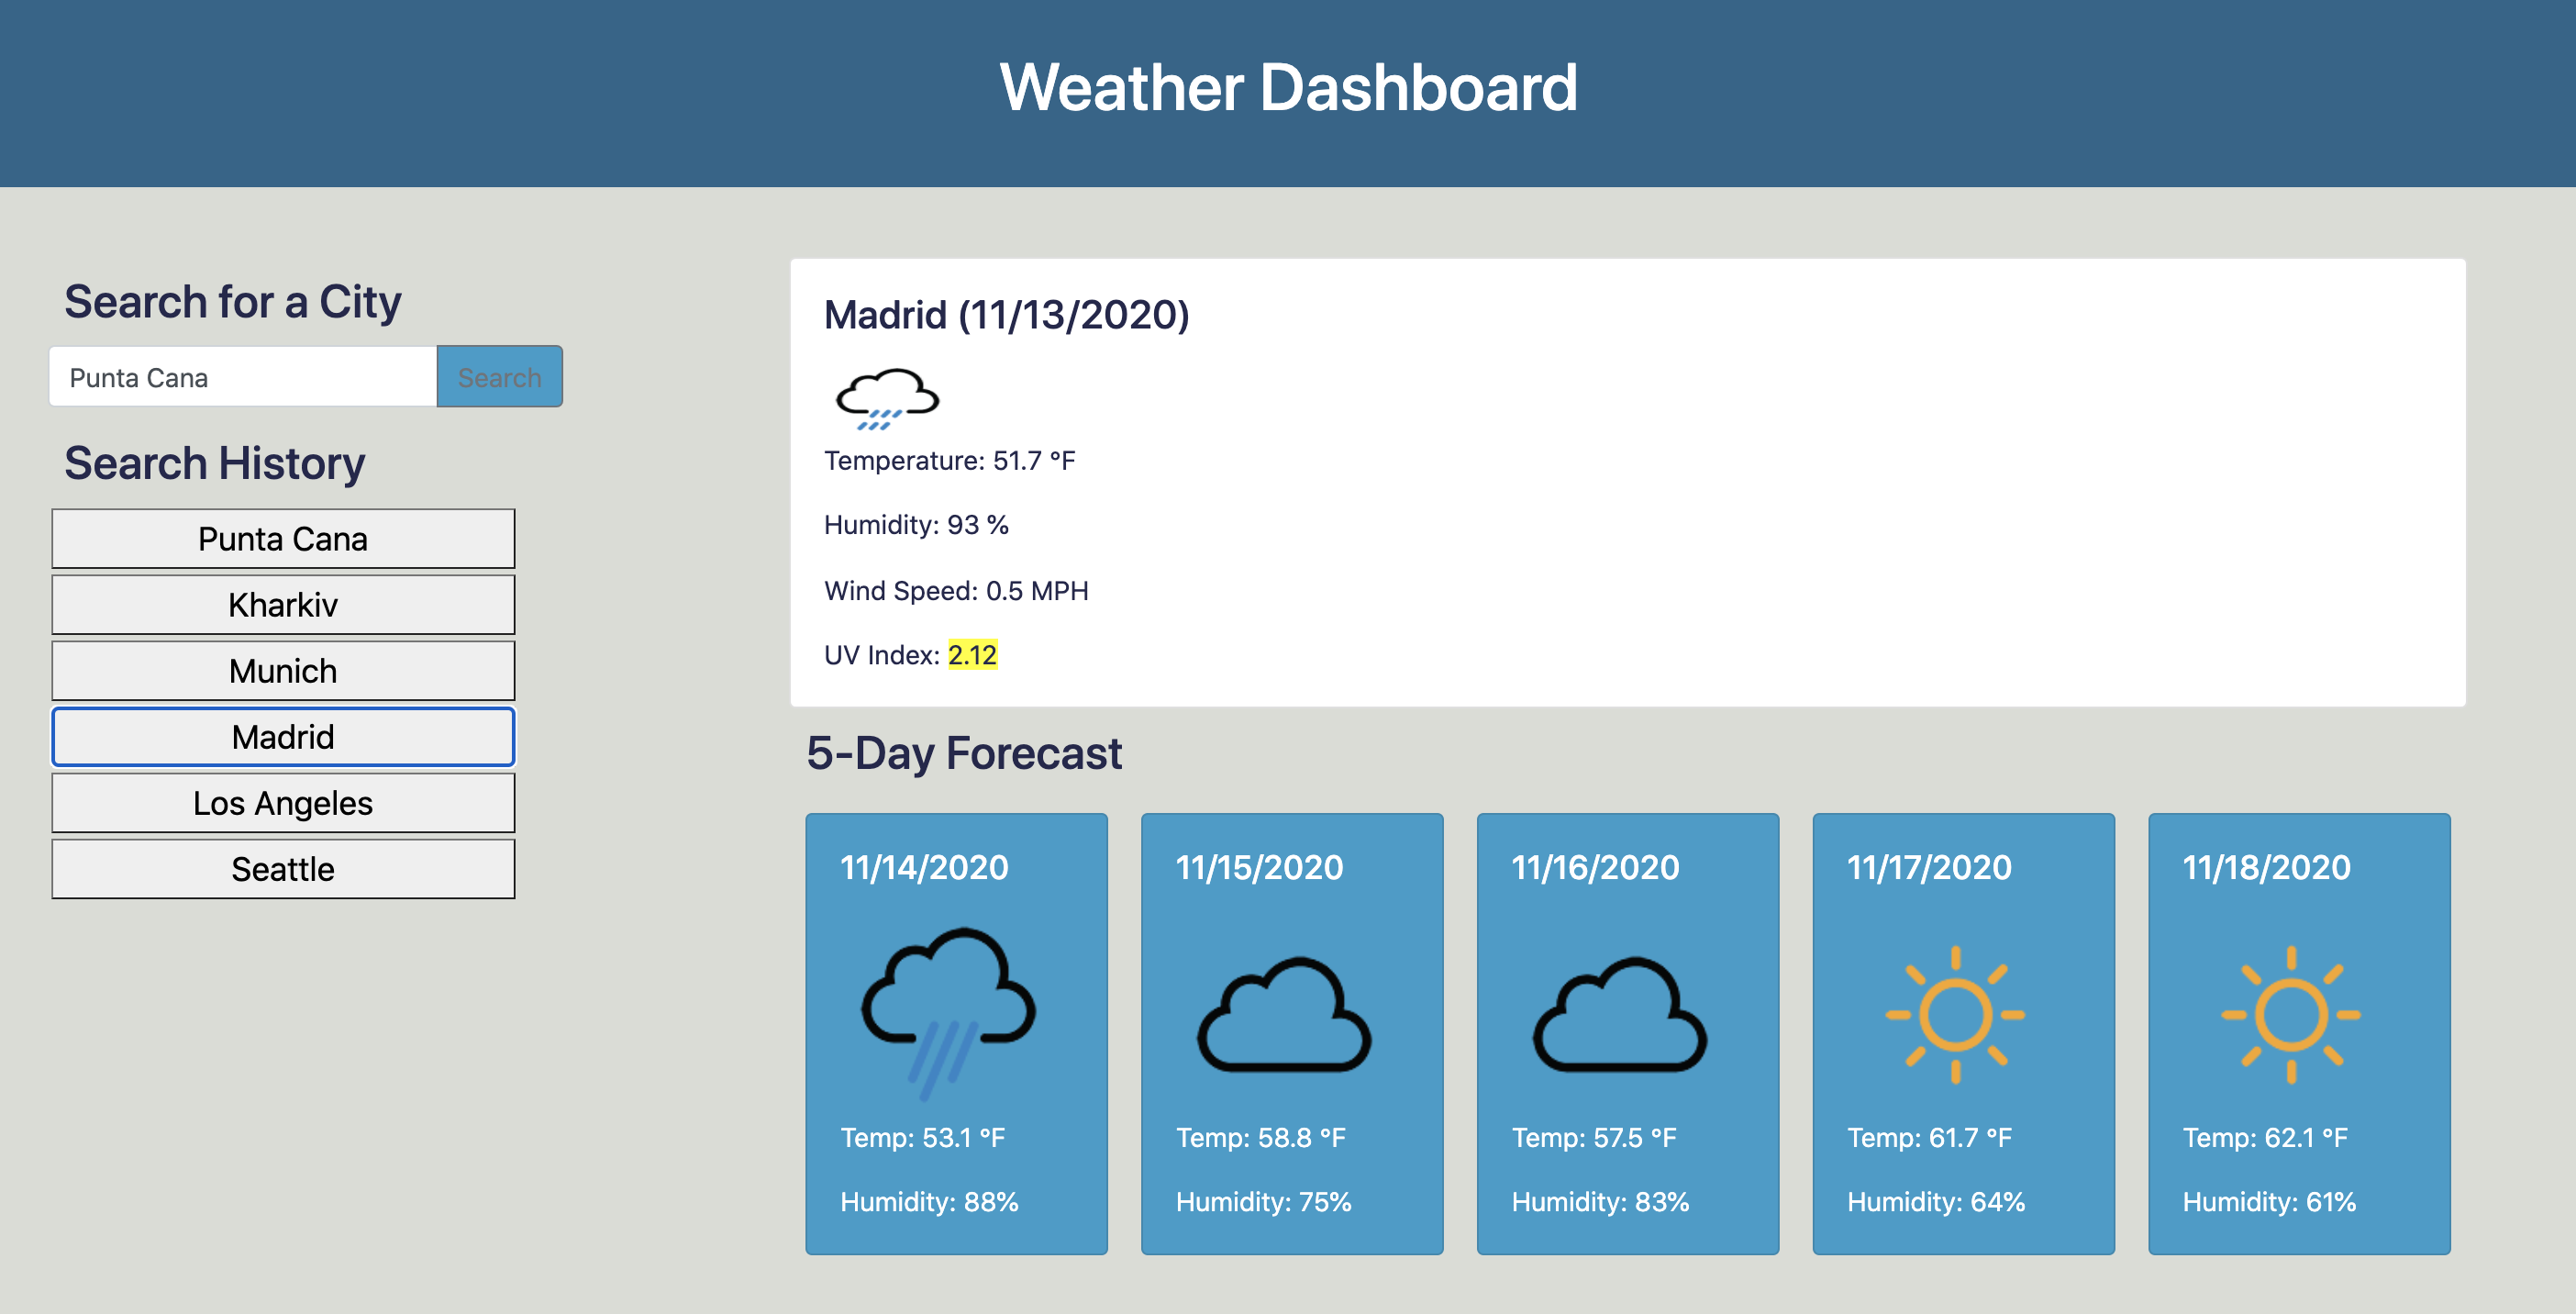 Weather Dashboard
Search for a City
Punta Cana
Search
Search History
Punta Cana
Kharkiv
Munich
Madrid
Los Angeles
Seattle
Madrid (11/13/2020)
Temperature: 51.7 °F
Humidity: 93 %
Wind Speed: 0.5 MPH
UV Index: 2.12
5-Day Forecast
11/14/2020
Temp: 53.1 °F
Humidity: 88%
11/15/2020
Temp: 58.8 °F
Humidity: 75%
11/16/2020
Temp: 57.5 °F
Humidity: 83%
11/17/2020
Temp: 61.7 °F
Humidity: 64%
11/18/2020
Temp: 62.1 °F
Humidity: 61%